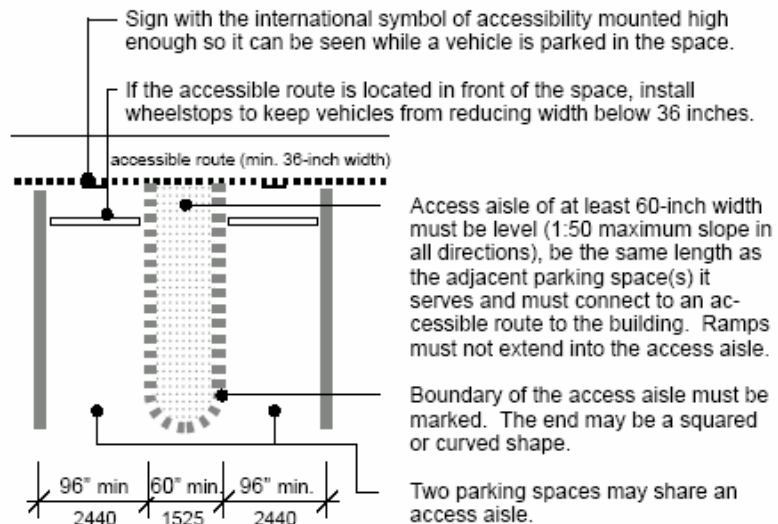 Sign with the international symbol of accessibility mounted high
enough so it can be seen while a vehicle is parked in the space.
If the accessible route is located in front of the space, install
wheelstops to keep vehicles from reducing width below 36 inches.
accessible route (min. 36-inch width)
Access aisle of at least 60-inch width
must be level (1:50 maximum slope in
all directions), be the same length as
the adjacent parking space(s) it
serves and must connect to an ac-
cessible route to the building. Ramps
must not extend into the access aisle.
Boundary of the access aisle must be
marked. The end may be a squared
or curved shape.
Two parking spaces may share an
access aisle.
96" min 60" min. 96" min.
2440 1525 2440